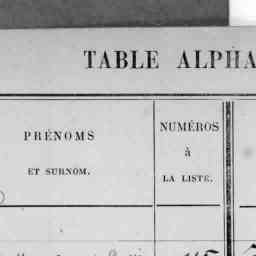 TABLE ALPHA
PRÉNOMS
ET SURNOM.
NUMÉROS
à
LA LISTE.